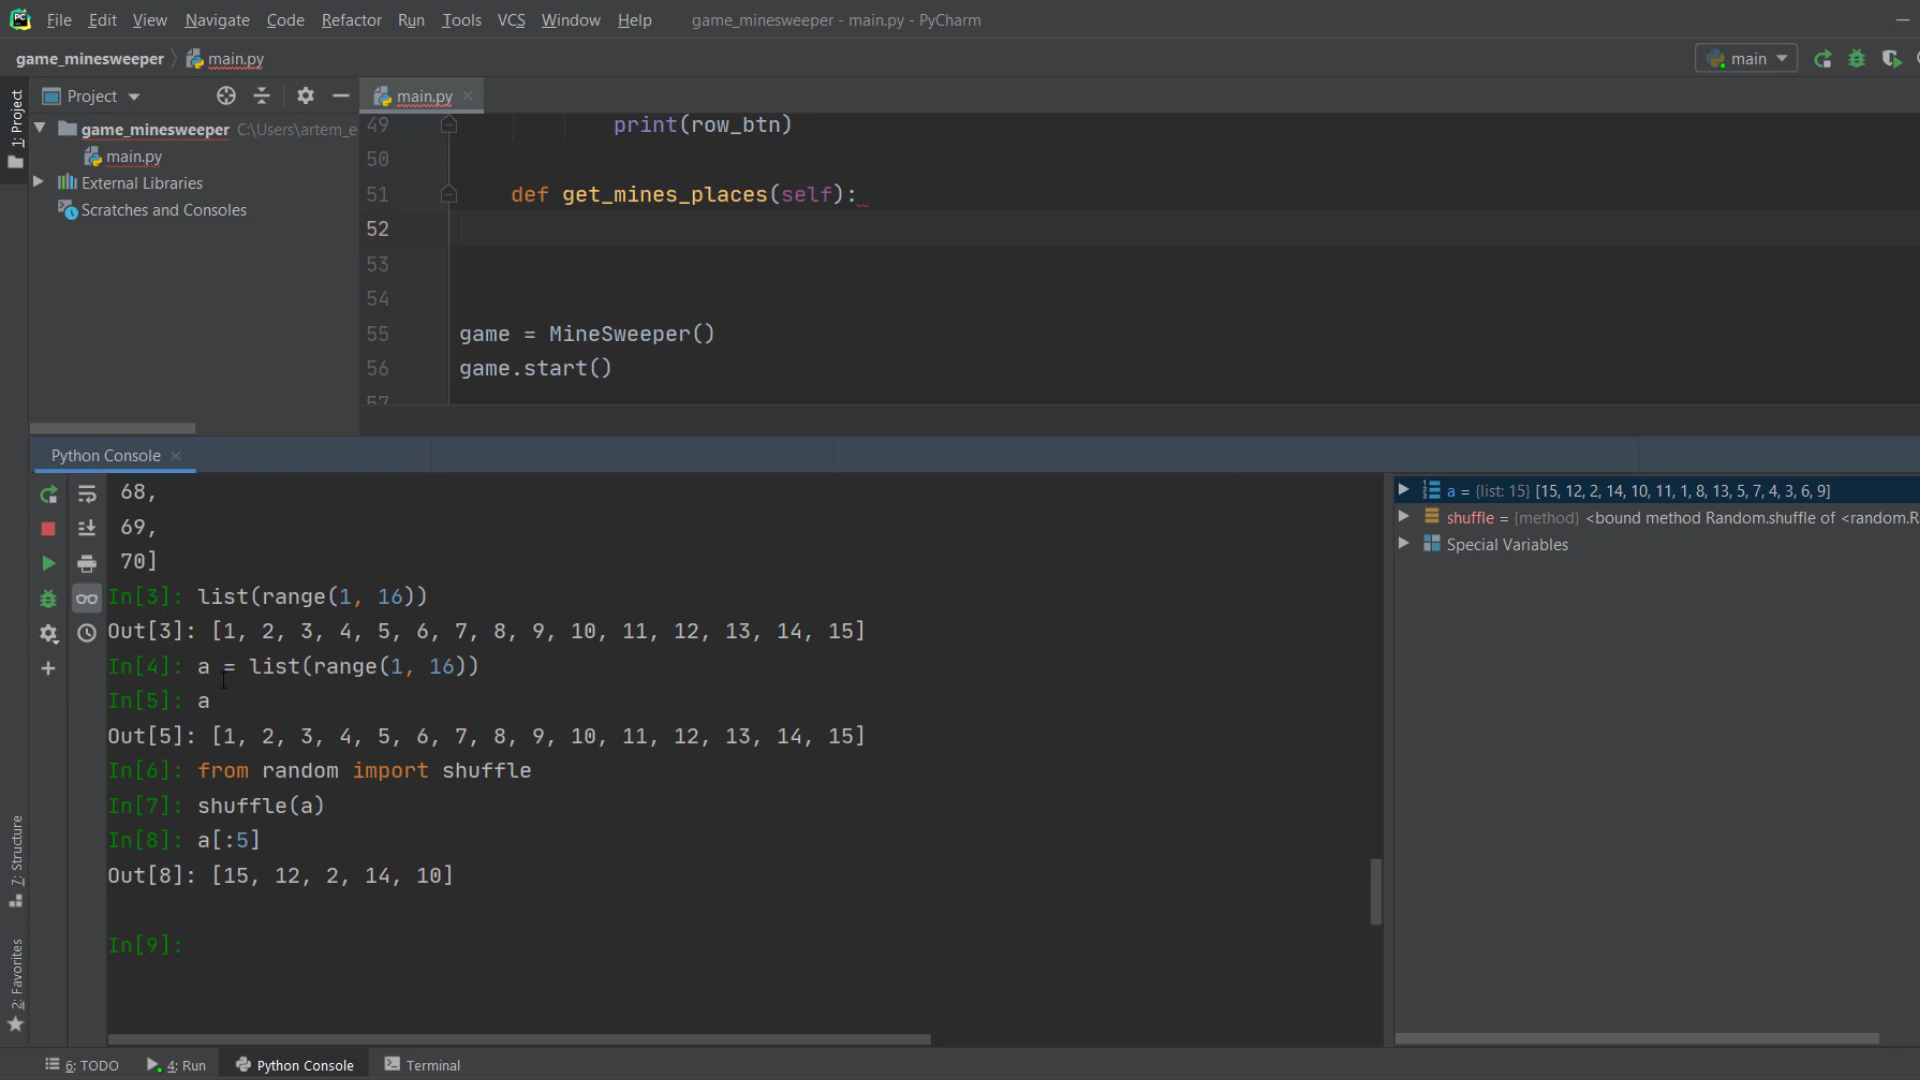 PC File Edit View Navigate Code Refactor Run Tools VCS Window Help game_minesweeper - main.py - PyCharm
game_minesweeper main.py main
1: Project
Project
game_minesweeper C:\Users\artem_e
main.py
External Libraries
Scratches and Consoles
main.py
49 print(row_btn)
50
51 def get_mines_places(self):
52
53
54
55 game = MineSweeper()
56 game.start()
57
Python Console
68,
69,
70]
In[3]: list(range(1, 16))
Out[3]: [1, 2, 3, 4, 5, 6, 7, 8, 9, 10, 11, 12, 13, 14, 15]
In[4]: a = list(range(1, 16))
In[5]: a
Out[5]: [1, 2, 3, 4, 5, 6, 7, 8, 9, 10, 11, 12, 13, 14, 15]
In[6]: from random import shuffle
In[7]: shuffle(a)
In[8]: a[:5]
Out[8]: [15, 12, 2, 14, 10]
In[9]:
a = {list: 15} [15, 12, 2, 14, 10, 11, 1, 8, 13, 5, 7, 4, 3, 6, 9]
shuffle = {method} <bound method Random.shuffle of <random.R
Special Variables
7: Structure
2: Favorites
6: TODO 4: Run Python Console Terminal